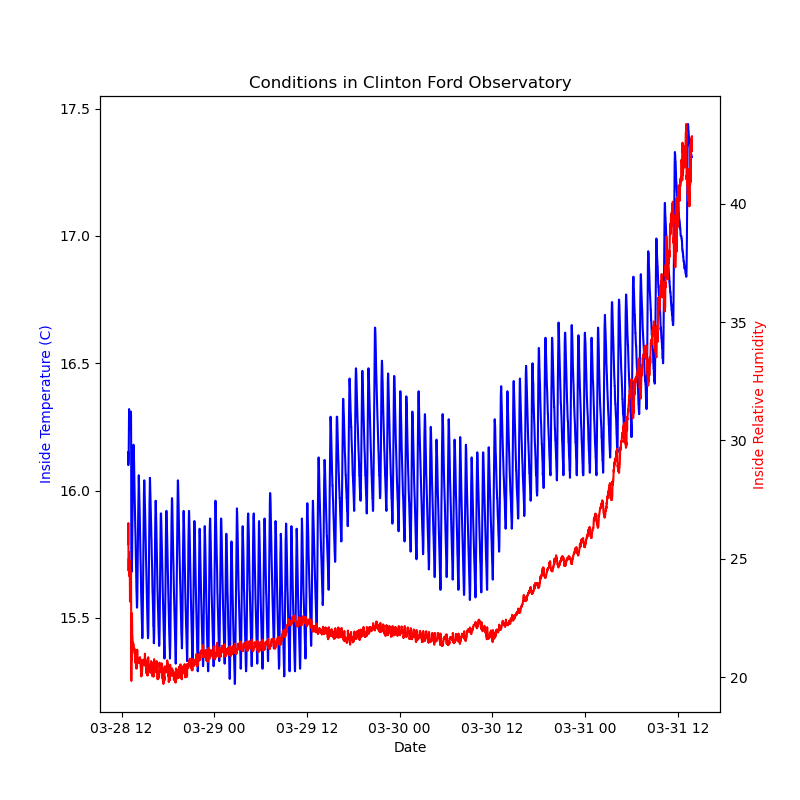 Conditions in Clinton Ford Observatory
17.5
17.0
16.5
16.0
15.5
Inside Temperature (C)
40
35
30
25
20
Inside Relative Humidity
03-28 12 03-29 00 03-29 12 03-30 00 03-30 12 03-31 00 03-31 12
Date